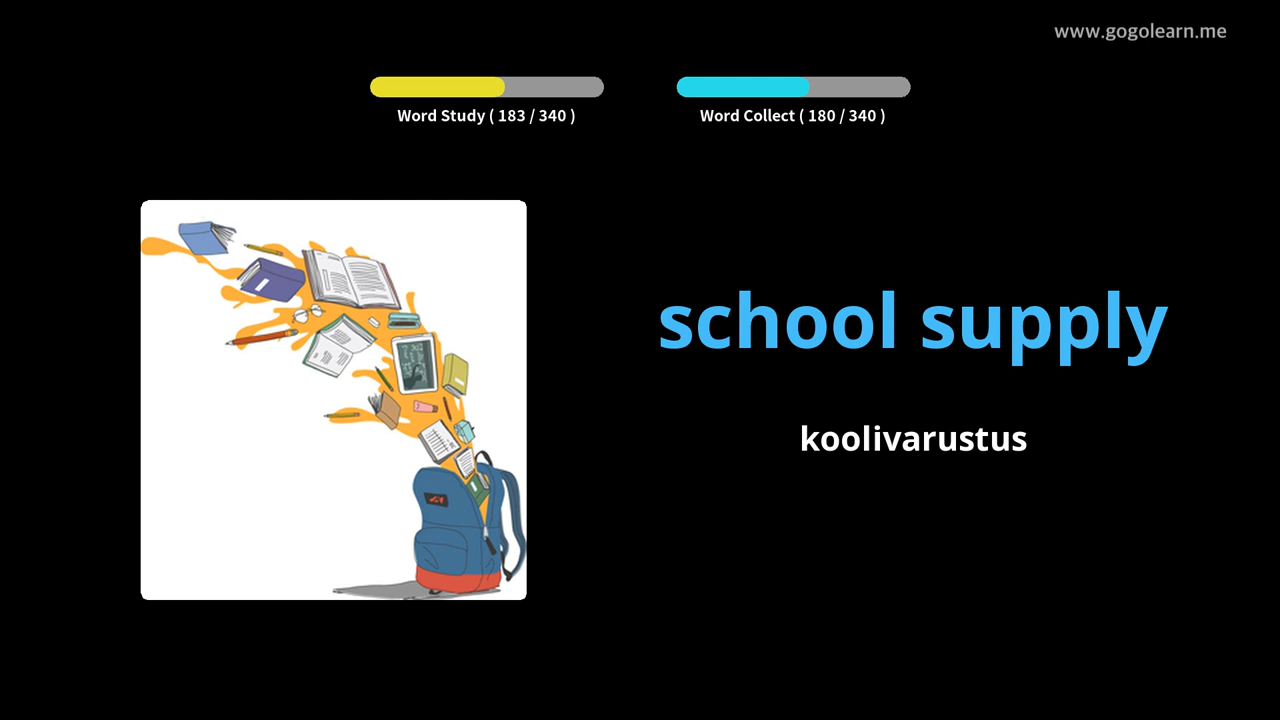 www.gogolearn.me
Word Study ( 183 / 340 )
Word Collect ( 180 / 340 )
school supply
koolivarustus